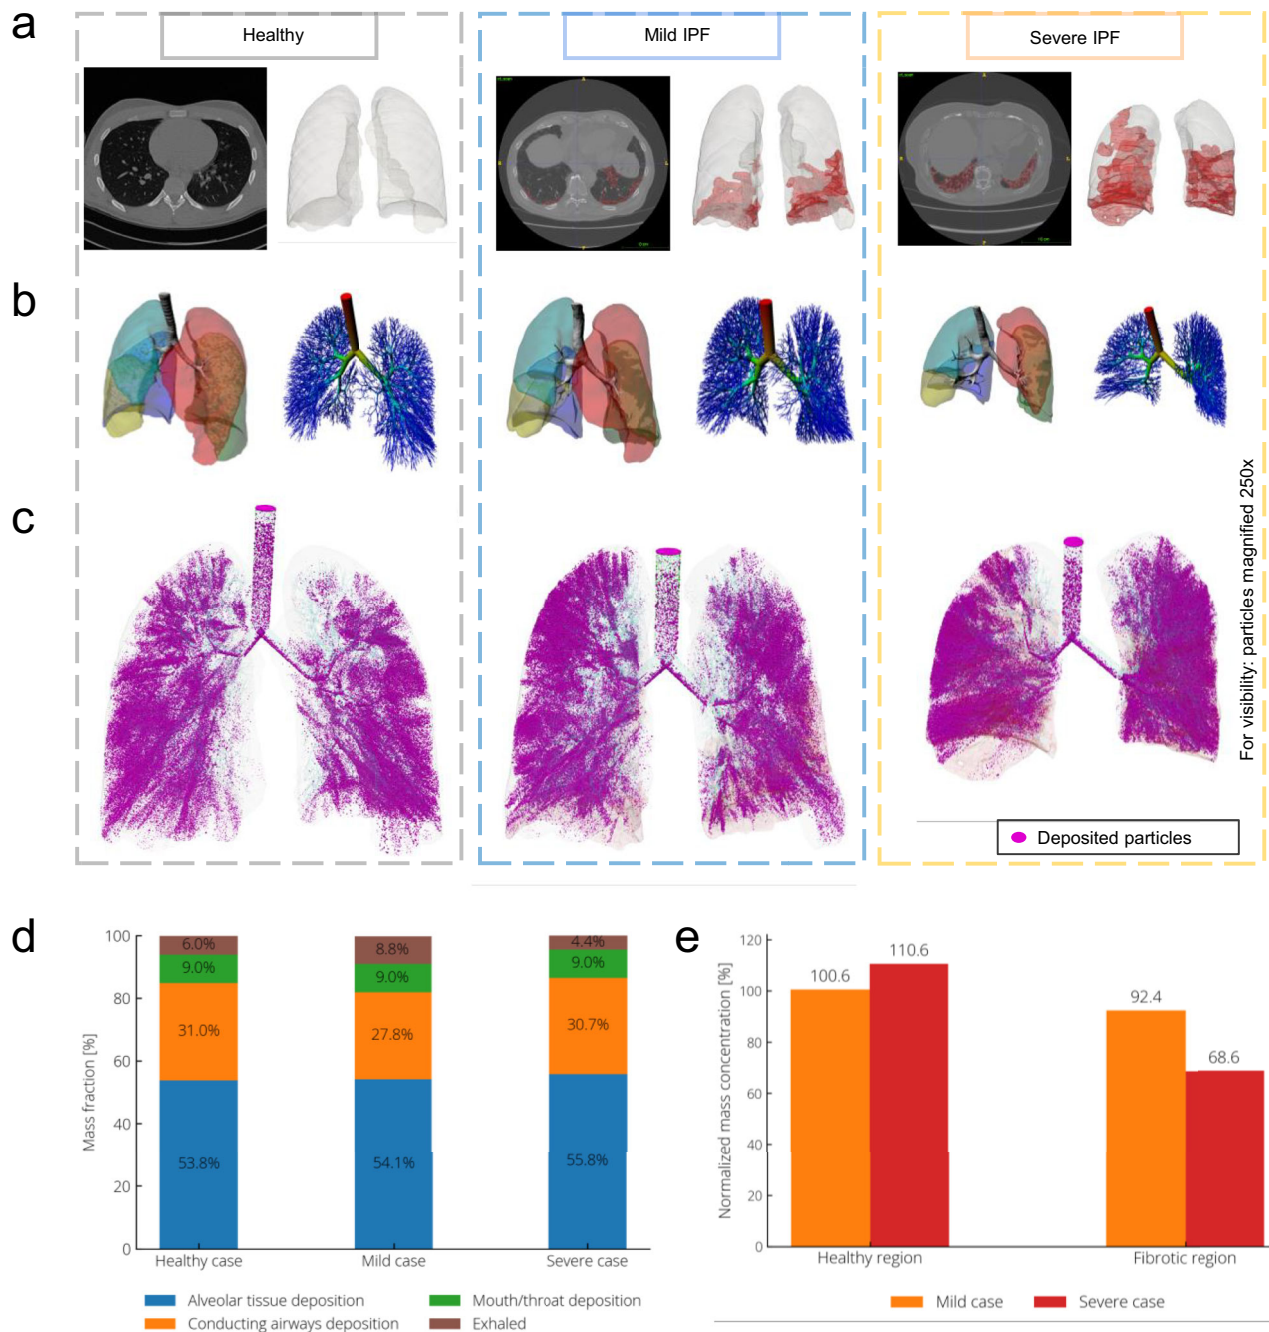 a
Healthy
Mild IPF
Severe IPF
b
c
For visibility: particles magnified 250x
Deposited particles
d
Mass fraction [%]
100
80
60
40
20
0
6.0%
9.0%
31.0%
53.8%
8.8%
9.0%
27.8%
54.1%
4.4%
9.0%
30.7%
55.8%
Healthy case
Mild case
Severe case
Alveolar tissue deposition
Mouth/throat deposition
Conducting airways deposition
Exhaled
e
Normalized mass concentration [%]
120
100
80
60
40
20
0
100.6
110.6
92.4
68.6
Healthy region
Fibrotic region
Mild case
Severe case